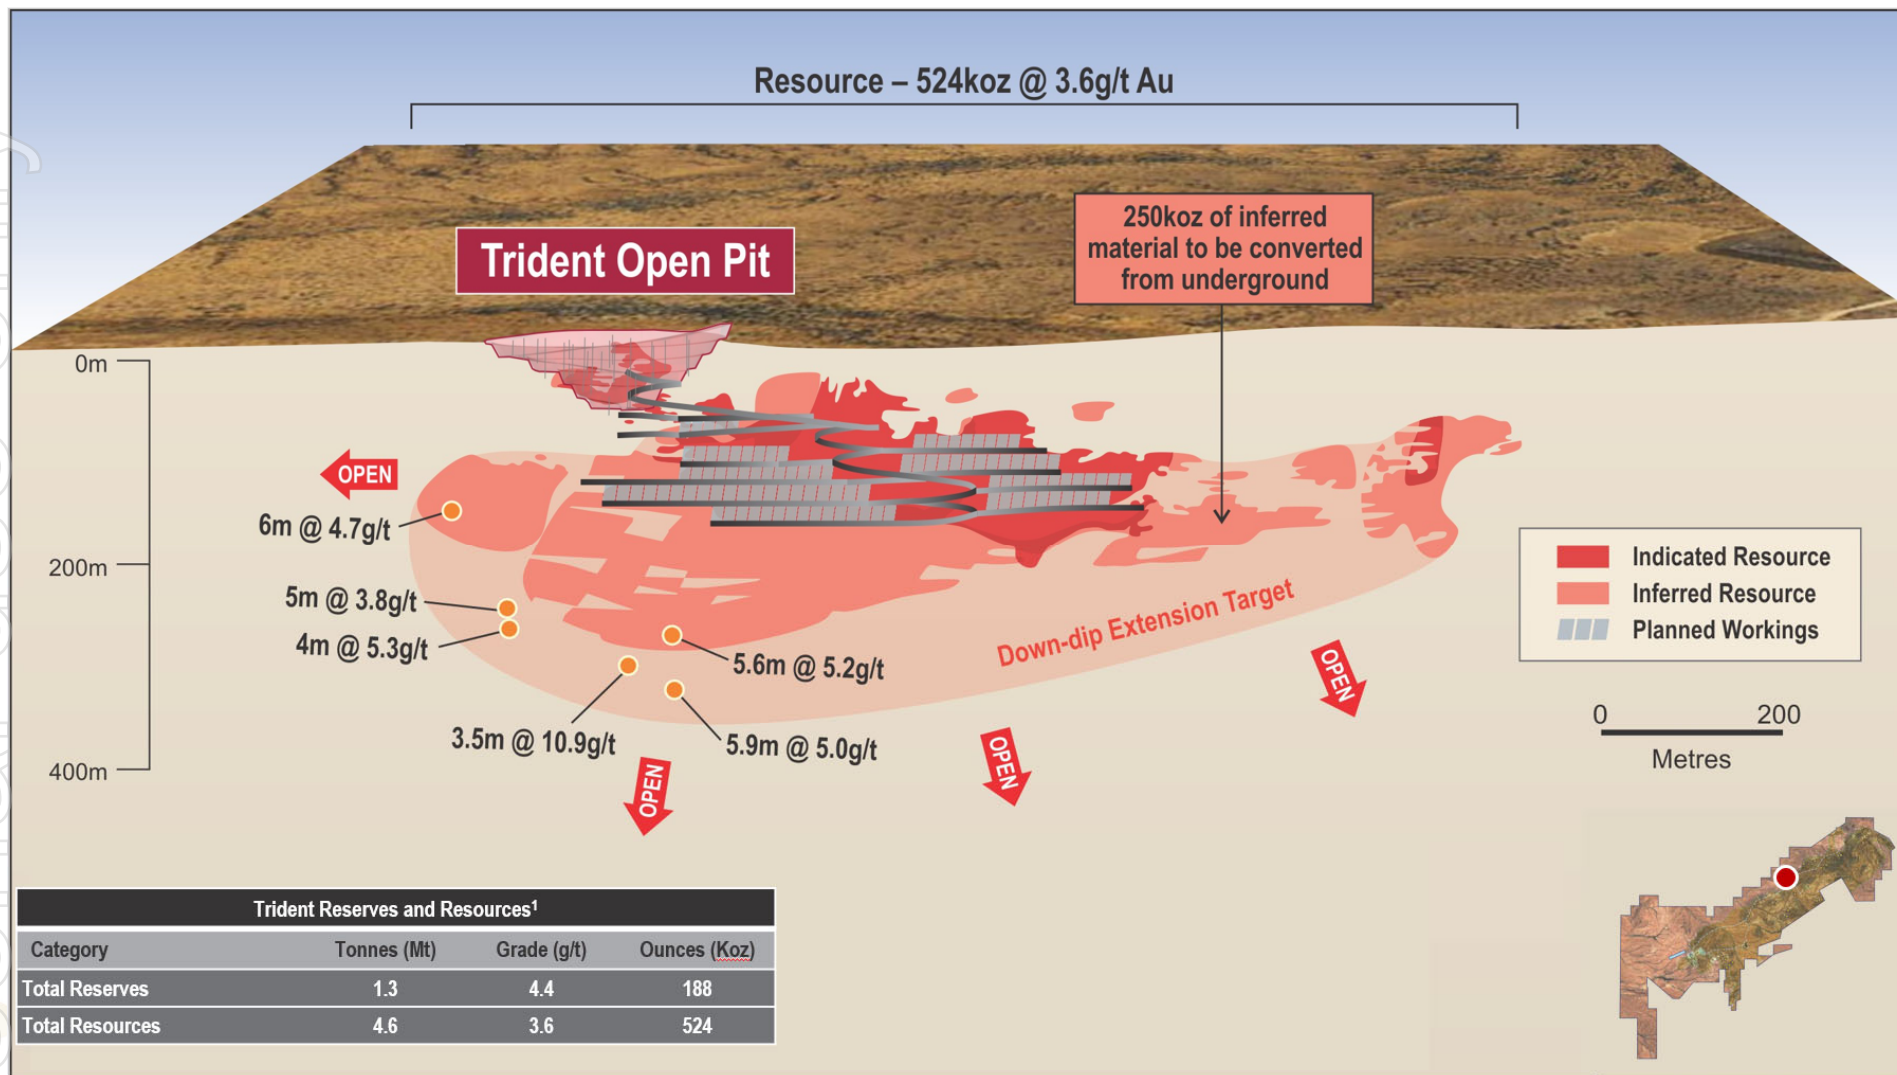 Resource – 524koz @ 3.6g/t Au
250koz of inferred
material to be converted
from underground
Trident Open Pit
0m
200m
400m
OPEN
6m @ 4.7g/t
5m @ 3.8g/t
4m @ 5.3g/t
5.6m @ 5.2g/t
3.5m @ 10.9g/t
5.9m @ 5.0g/t
Down-dip Extension Target
OPEN
OPEN
OPEN
Indicated Resource
Inferred Resource
Planned Workings
0 200
Metres
Trident Reserves and Resources¹
Category Tonnes (Mt) Grade (g/t) Ounces (Koz)
Total Reserves 1.3 4.4 188
Total Resources 4.6 3.6 524